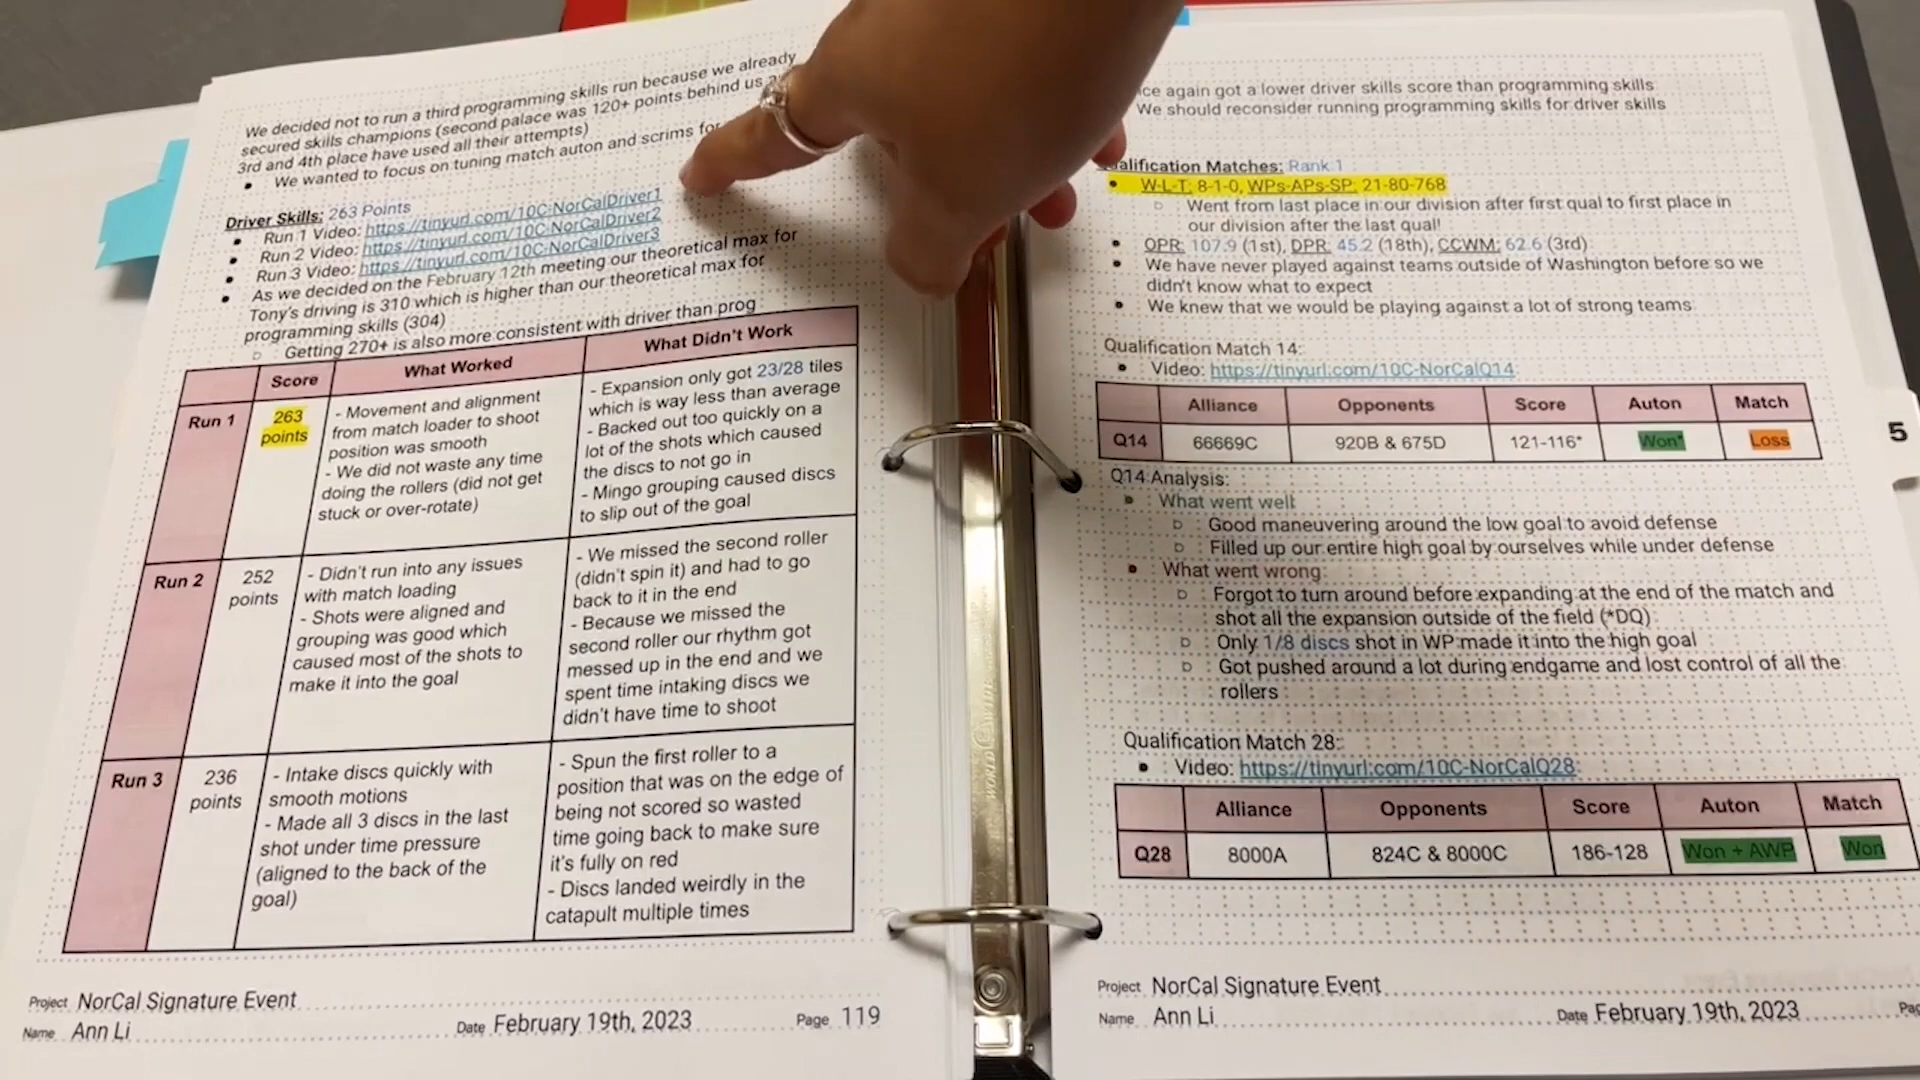 We decided not to run a third programming skills run because we already
secured skills champions (second palace was 120+ points behind us
3rd and 4th place have used all their attempts)
We wanted to focus on tuning match auton and scrims for
Driver Skills: 263 Points
Run 1 Video: https://tinyurl.com/10C-NorCalDriver1
Run 2 Video: https://tinyurl.com/10C-NorCalDriver2
Run 3 Video: https://tinyurl.com/10C-NorCalDriver3
As we decided on the February 12th meeting our theoretical max for
Tony's driving is 310 which is higher than our theoretical max for
programming skills (304)
Getting 270+ is also more consistent with driver than prog
Score What Worked What Didn't Work
Run 1
263
points
- Movement and alignment
from match loader to shoot
position was smooth
- We did not waste any time
doing the rollers (did not get
stuck or over-rotate)
- Expansion only got 23/28 tiles
which is way less than average
- Backed out too quickly on a
lot of the shots which caused
the discs to not go in
- Mingo grouping caused discs
to slip out of the goal
Run 2
252
points
- Didn't run into any issues
with match loading
- Shots were aligned and
grouping was good which
caused most of the shots to
make it into the goal
- We missed the second roller
(didn't spin it) and had to go
back to it in the end
- Because we missed the
second roller our rhythm got
messed up in the end and we
spent time intaking discs we
didn't have time to shoot
Run 3
236
points
- Intake discs quickly with
smooth motions
- Made all 3 discs in the last
shot under time pressure
(aligned to the back of the
goal)
- Spun the first roller to a
position that was on the edge of
being not scored so wasted
time going back to make sure
it's fully on red
- Discs landed weirdly in the
catapult multiple times
Project NorCal Signature Event
Name Ann Li Date February 19th, 2023 Page 119
again got a lower driver skills score than programming skills
We should reconsider running programming skills for driver skills
Qualification Matches: Rank 1
W-L-T: 8-1-0, WPs-APs-SP: 21-80-768
Went from last place in our division after first qual to first place in
our division after the last qual!
OPR: 107.9 (1st), DPR: 45.2 (18th), CCWM: 62.6 (3rd)
We have never played against teams outside of Washington before so we
didn't know what to expect
We knew that we would be playing against a lot of strong teams
Qualification Match 14:
Video: https://tinyurl.com/10C-NorCalQ14
Alliance Opponents Score Auton Match
Q14 66669C 920B & 675D 121-116* Won* Loss
Q14 Analysis:
What went well
Good maneuvering around the low goal to avoid defense
Filled up our entire high goal by ourselves while under defense
What went wrong
Forgot to turn around before expanding at the end of the match and
shot all the expansion outside of the field (*DQ)
Only 1/8 discs shot in WP made it into the high goal
Got pushed around a lot during endgame and lost control of all the
rollers
Qualification Match 28:
Video: https://tinyurl.com/10C-NorCalQ28
Alliance Opponents Score Auton Match
Q28 8000A 824C & 8000C 186-128 Won + AWP Won
Project NorCal Signature Event
Name Ann Li Date February 19th, 2023
5